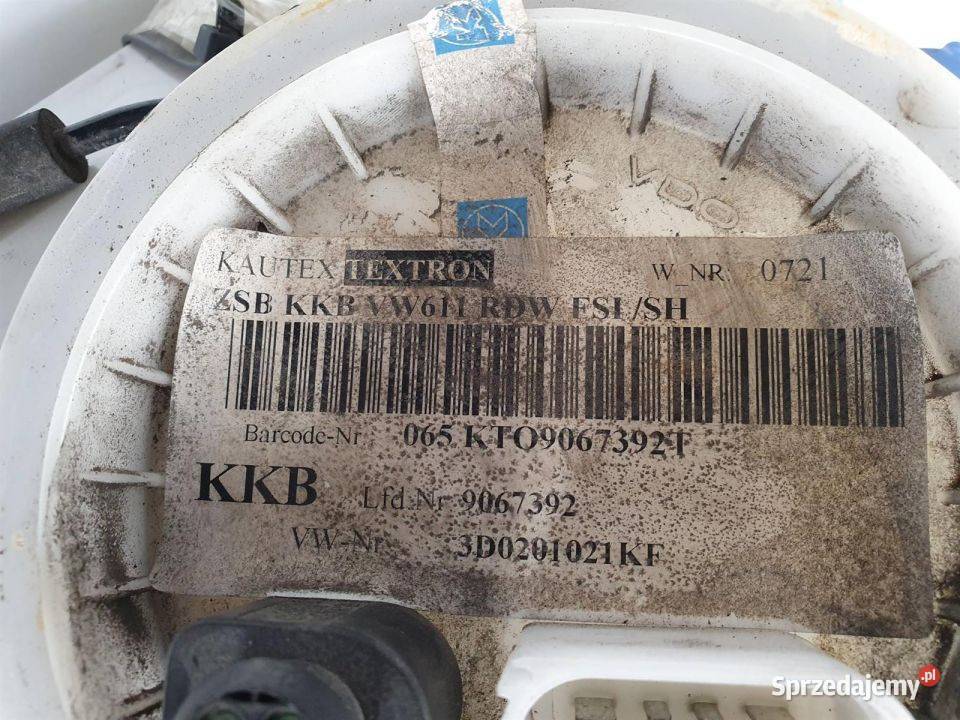 VDO
KAUTEX TEXTRON W_NR 0721
ZSB KKB VW611 RDW FSI/SH
Barcode-Nr 065 KTO9067392T
KKB Lfd.Nr 9067392
VW-Nr 3D0201021KF
Sprzedajemy.pl